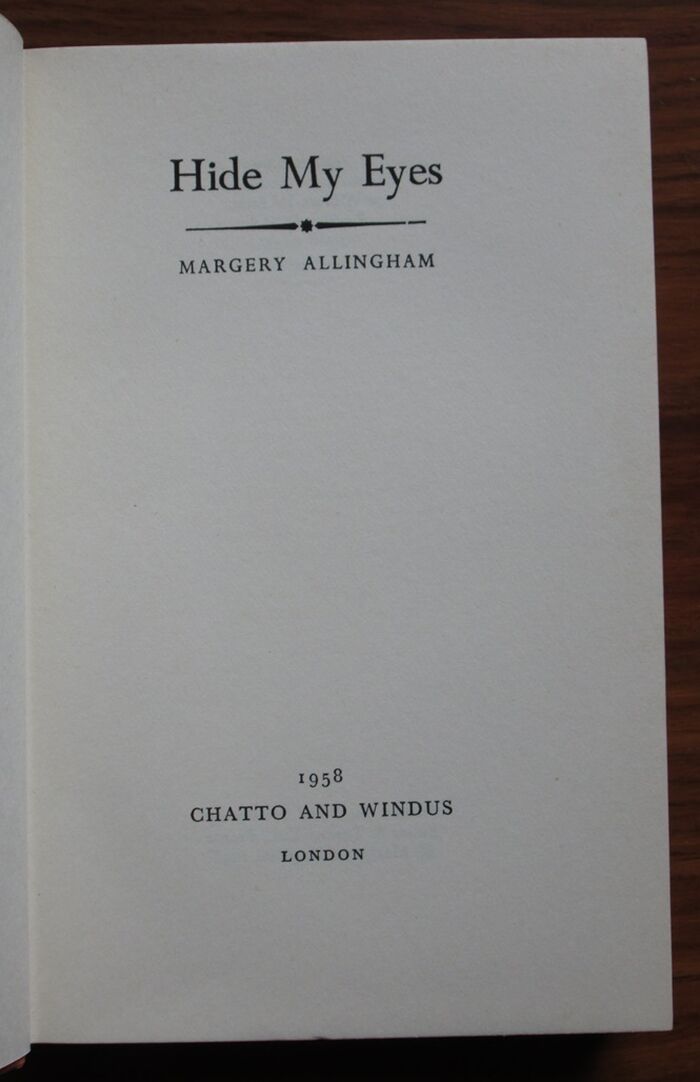 Hide My Eyes
MARGERY ALLINGHAM
1958
CHATTO AND WINDUS
LONDON